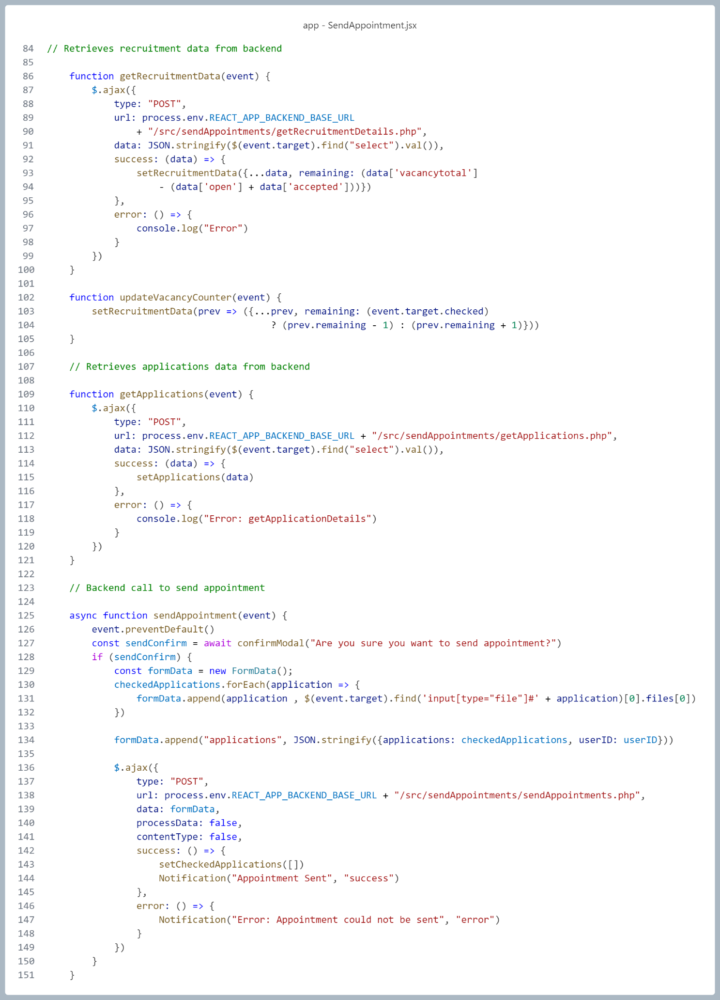 app - SendAppointment.jsx
84 // Retrieves recruitment data from backend
85
86     function getRecruitmentData(event) {
87         $.ajax({
88             type: "POST",
89             url: process.env.REACT_APP_BACKEND_BASE_URL
90                 + "/src/sendAppointments/getRecruitmentDetails.php",
91             data: JSON.stringify($(event.target).find("select").val()),
92             success: (data) => {
93                 setRecruitmentData({...data, remaining: (data['vacancytotal']
94                     - (data['open'] + data['accepted']))})
95             },
96             error: () => {
97                 console.log("Error")
98             }
99         })
100     }
101
102     function updateVacancyCounter(event) {
103         setRecruitmentData(prev => ({...prev, remaining: (event.target.checked)
104                                         ? (prev.remaining - 1) : (prev.remaining + 1)}))
105     }
106
107     // Retrieves applications data from backend
108
109     function getApplications(event) {
110         $.ajax({
111             type: "POST",
112             url: process.env.REACT_APP_BACKEND_BASE_URL + "/src/sendAppointments/getApplications.php",
113             data: JSON.stringify($(event.target).find("select").val()),
114             success: (data) => {
115                 setApplications(data)
116             },
117             error: () => {
118                 console.log("Error: getApplicationDetails")
119             }
120         })
121     }
122
123     // Backend call to send appointment
124
125     async function sendAppointment(event) {
126         event.preventDefault()
127         const sendConfirm = await confirmModal("Are you sure you want to send appointment?")
128         if (sendConfirm) {
129             const formData = new FormData();
130             checkedApplications.forEach(application => {
131                 formData.append(application , $(event.target).find('input[type="file"]#' + application)[0].files[0])
132             })
133
134             formData.append("applications", JSON.stringify({applications: checkedApplications, userID: userID}))
135
136             $.ajax({
137                 type: "POST",
138                 url: process.env.REACT_APP_BACKEND_BASE_URL + "/src/sendAppointments/sendAppointments.php",
139                 data: formData,
140                 processData: false,
141                 contentType: false,
142                 success: () => {
143                     setCheckedApplications([])
144                     Notification("Appointment Sent", "success")
145                 },
146                 error: () => {
147                     Notification("Error: Appointment could not be sent", "error")
148                 }
149             })
150         }
151     }